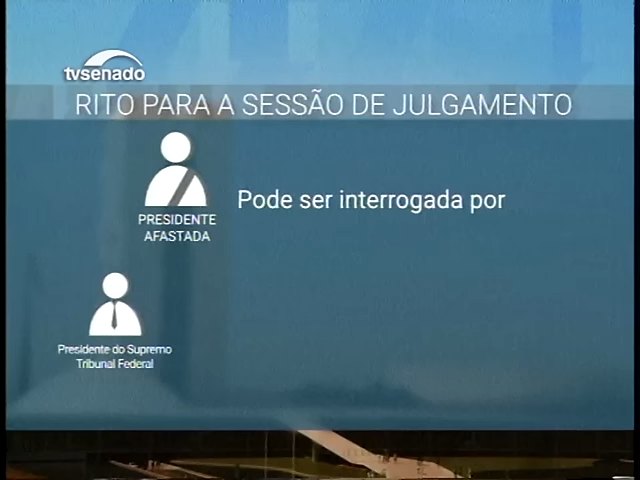 tvsenado
RITO PARA A SESSÃO DE JULGAMENTO
PRESIDENTE
AFASTADA
Pode ser interrogada por
Presidente do Supremo
Tribunal Federal